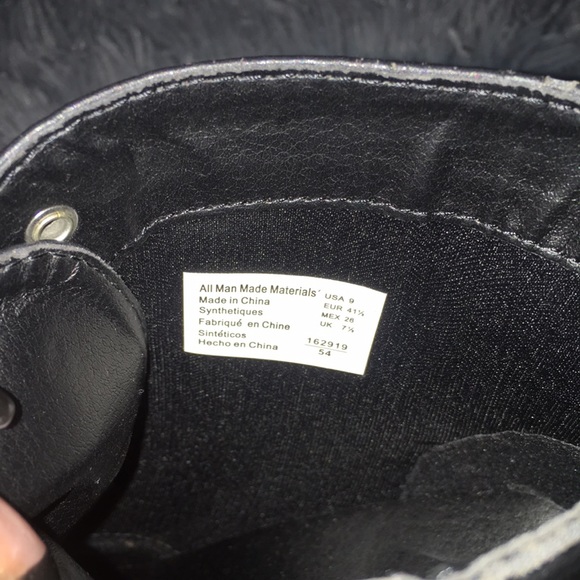 All Man Made Materials
Made in China
Synthetiques
Fabriqué en Chine
Sintéticos
Hecho en China
USA 9
EUR 41½
MEX 26
UK 7½
162919
54